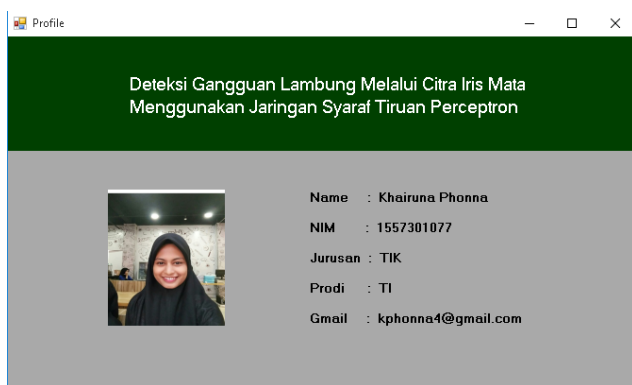 Profile
Deteksi Gangguan Lambung Melalui Citra Iris Mata
Menggunakan Jaringan Syaraf Tiruan Perceptron
Name : Khairuna Phonna
NIM : 1557301077
Jurusan : TIK
Prodi : TI
Gmail : kphonna4@gmail.com